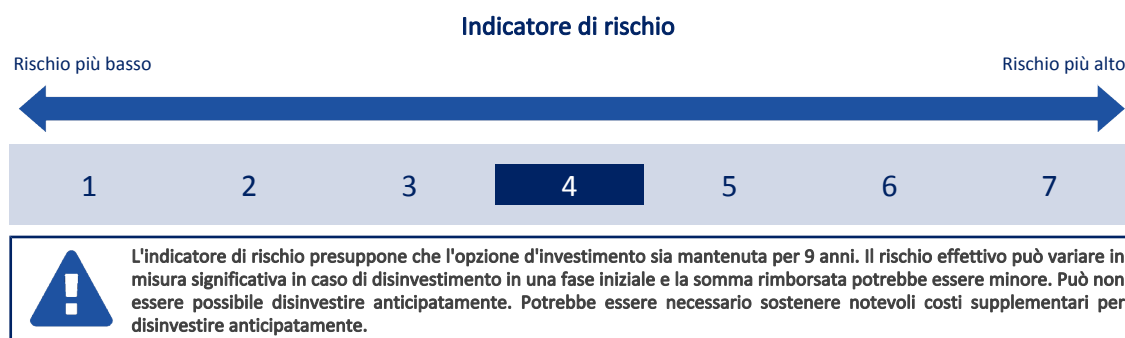 Indicatore di rischio
Rischio più basso
Rischio più alto
1 2 3 4 5 6 7
L'indicatore di rischio presuppone che l'opzione d'investimento sia mantenuta per 9 anni. Il rischio effettivo può variare in
misura significativa in caso di disinvestimento in una fase iniziale e la somma rimborsata potrebbe essere minore. Può non
essere possibile disinvestire anticipatamente. Potrebbe essere necessario sostenere notevoli costi supplementari per
disinvestire anticipatamente.